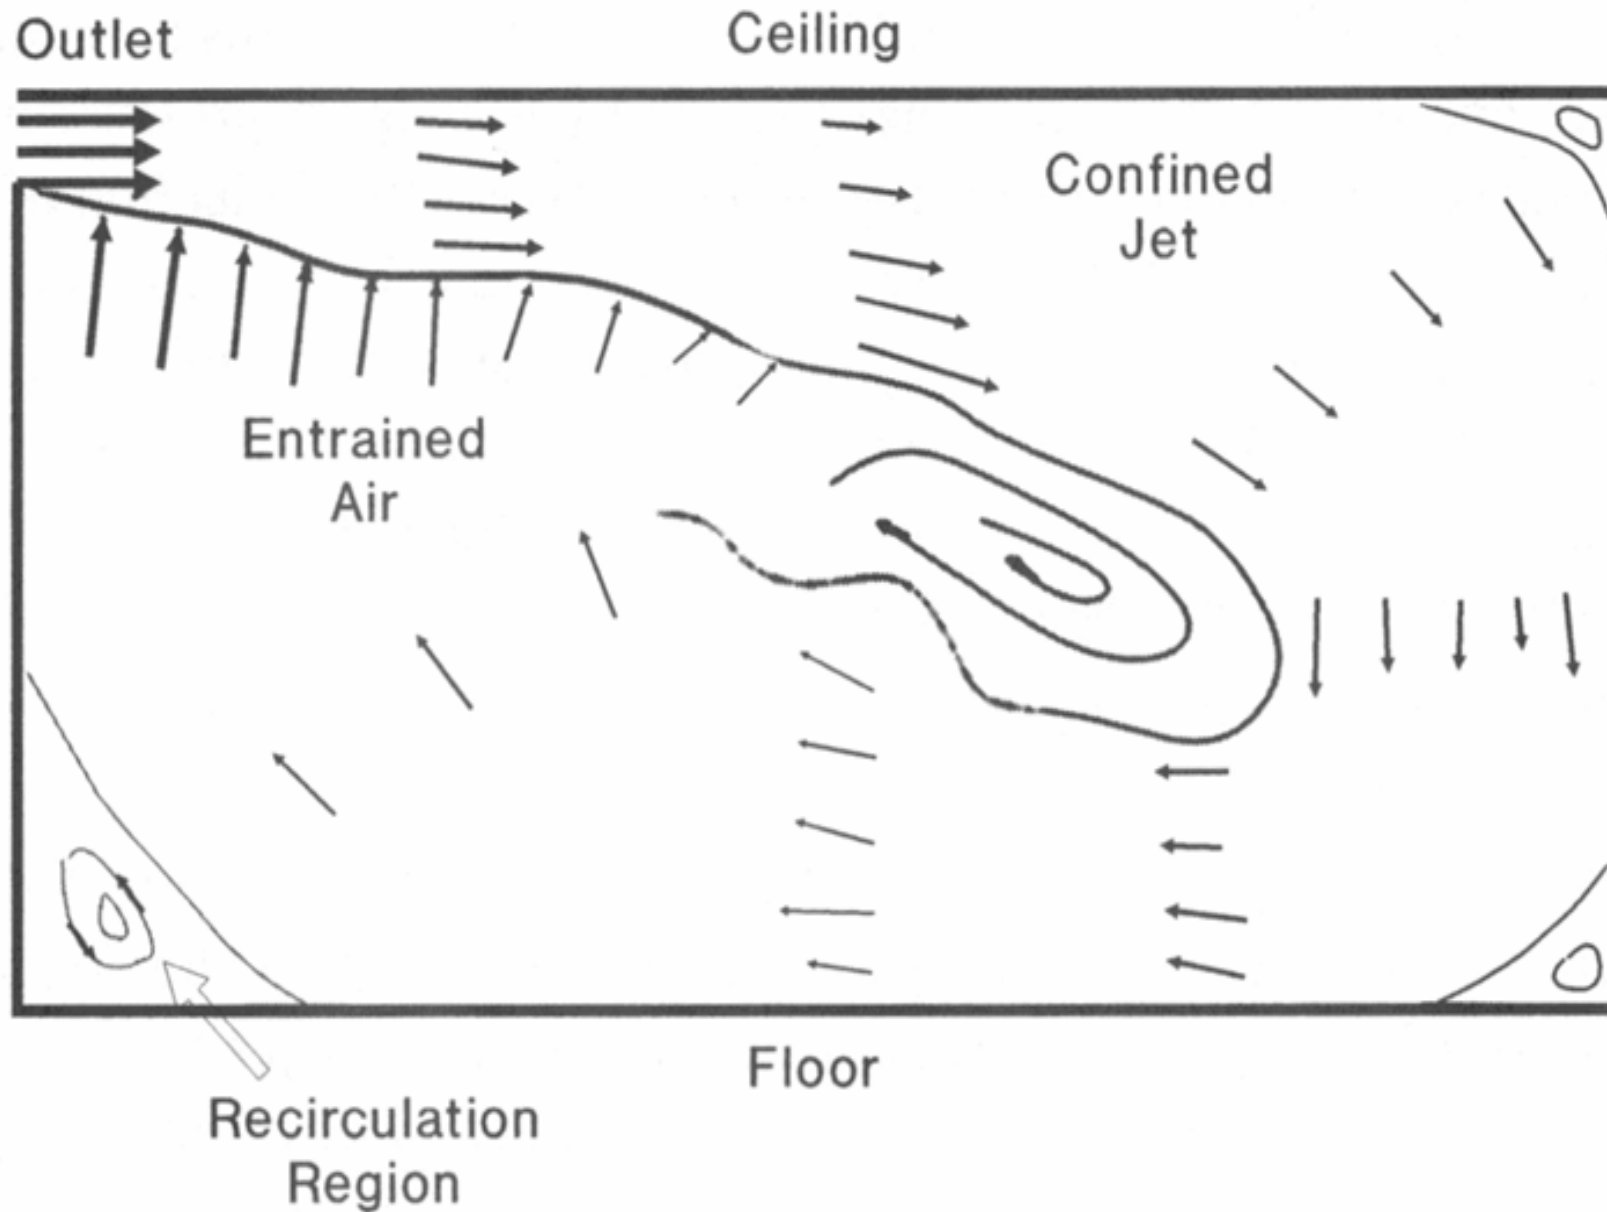 Outlet
Ceiling
Confined
Jet
Entrained
Air
Floor
Recirculation
Region